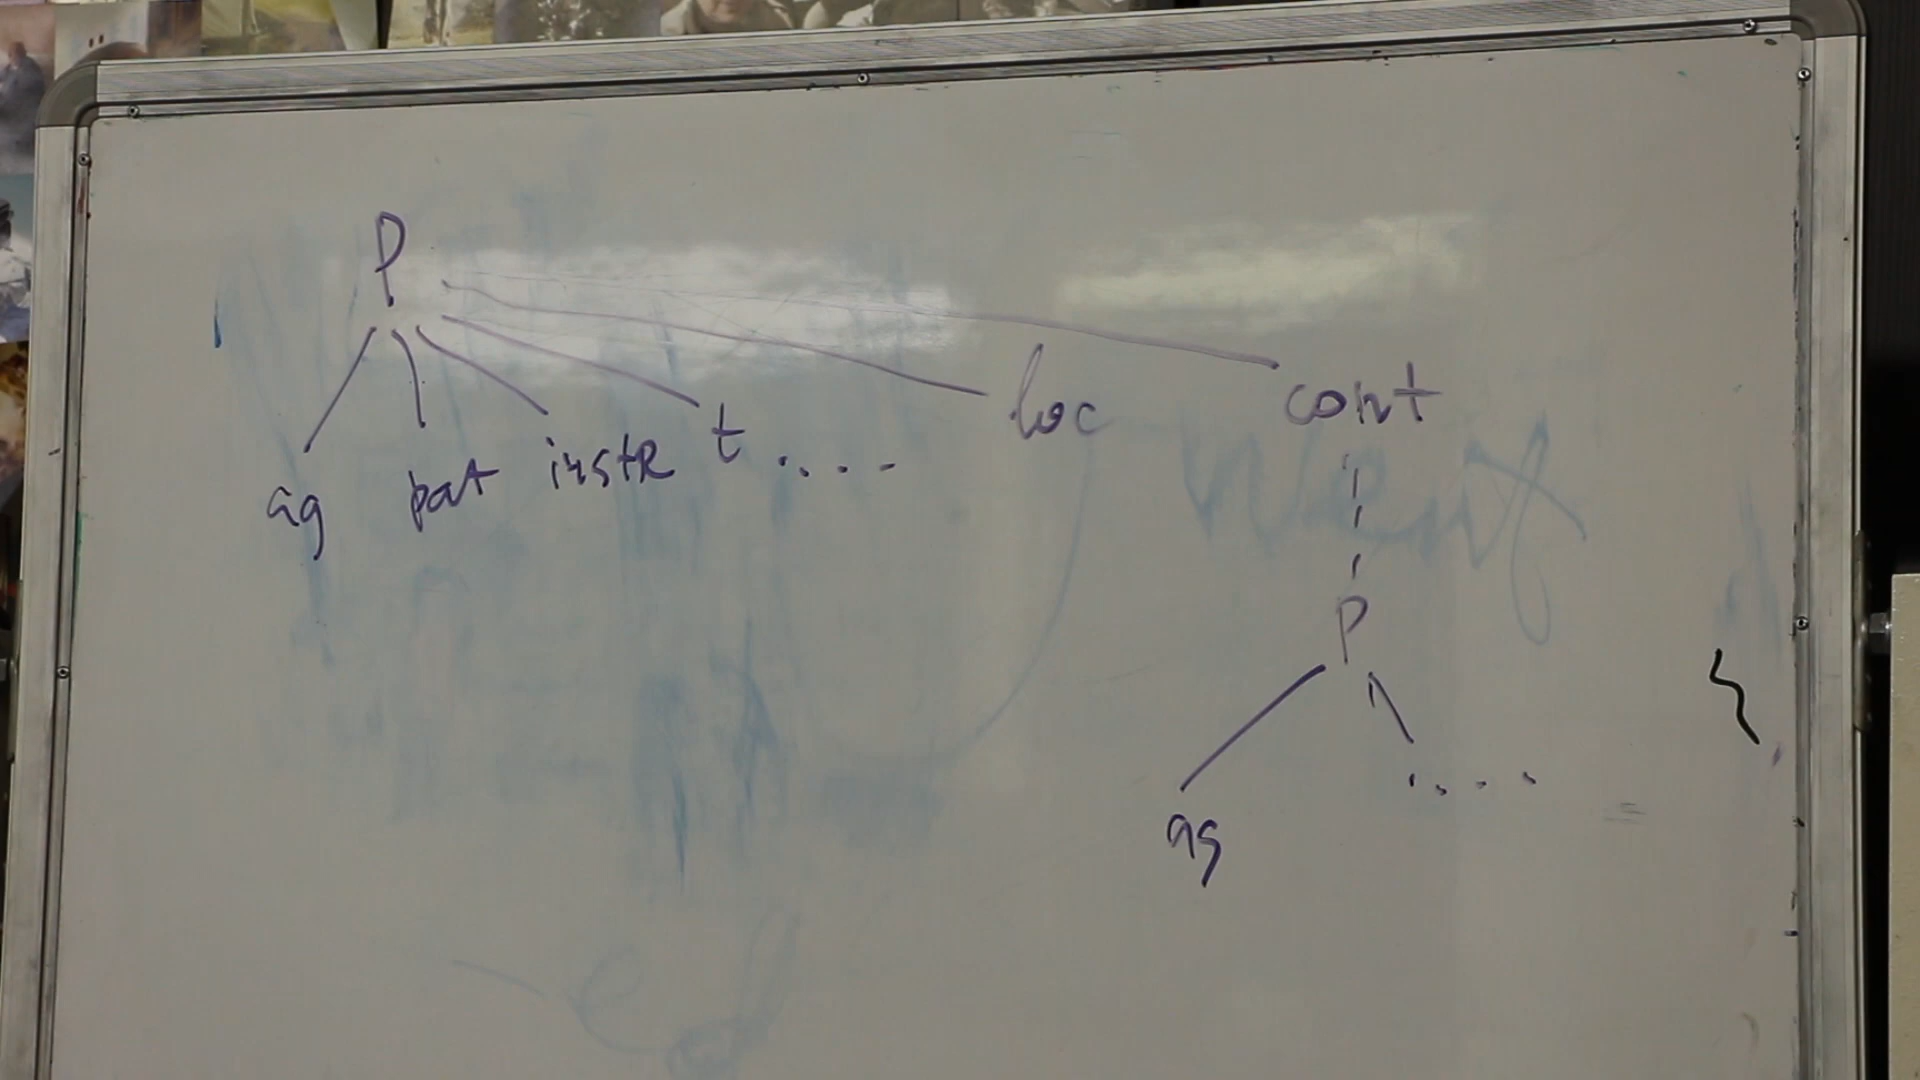 P
ag pat instr t .... loc cont
P
ag ....